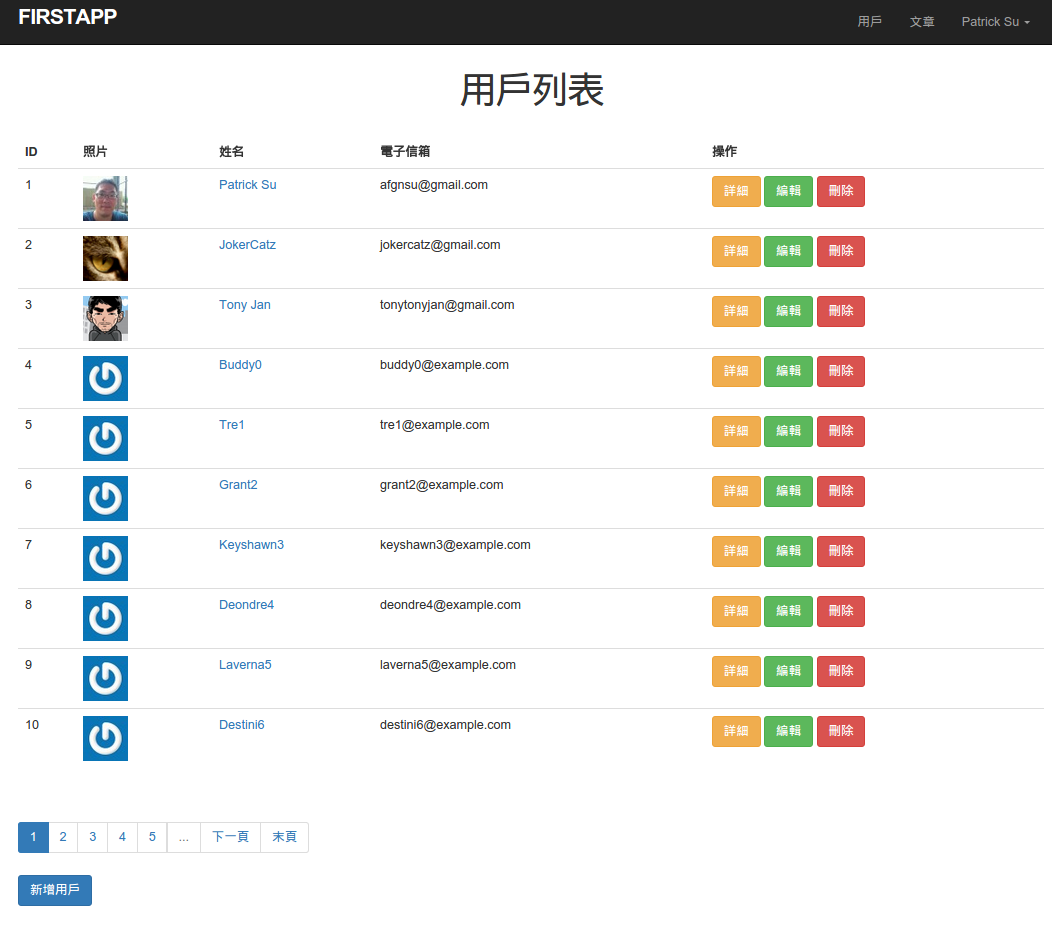 FIRSTAPP 用戶 文章 Patrick Su
用戶列表
ID 照片 姓名 電子信箱 操作
1 Patrick Su afgnsu@gmail.com 詳細 編輯 刪除
2 JokerCatz jokercatz@gmail.com 詳細 編輯 刪除
3 Tony Jan tonytonyjan@gmail.com 詳細 編輯 刪除
4 Buddy0 buddy0@example.com 詳細 編輯 刪除
5 Tre1 tre1@example.com 詳細 編輯 刪除
6 Grant2 grant2@example.com 詳細 編輯 刪除
7 Keyshawn3 keyshawn3@example.com 詳細 編輯 刪除
8 Deondre4 deondre4@example.com 詳細 編輯 刪除
9 Laverna5 laverna5@example.com 詳細 編輯 刪除
10 Destini6 destini6@example.com 詳細 編輯 刪除
1 2 3 4 5 ... 下一頁 末頁
新增用戶